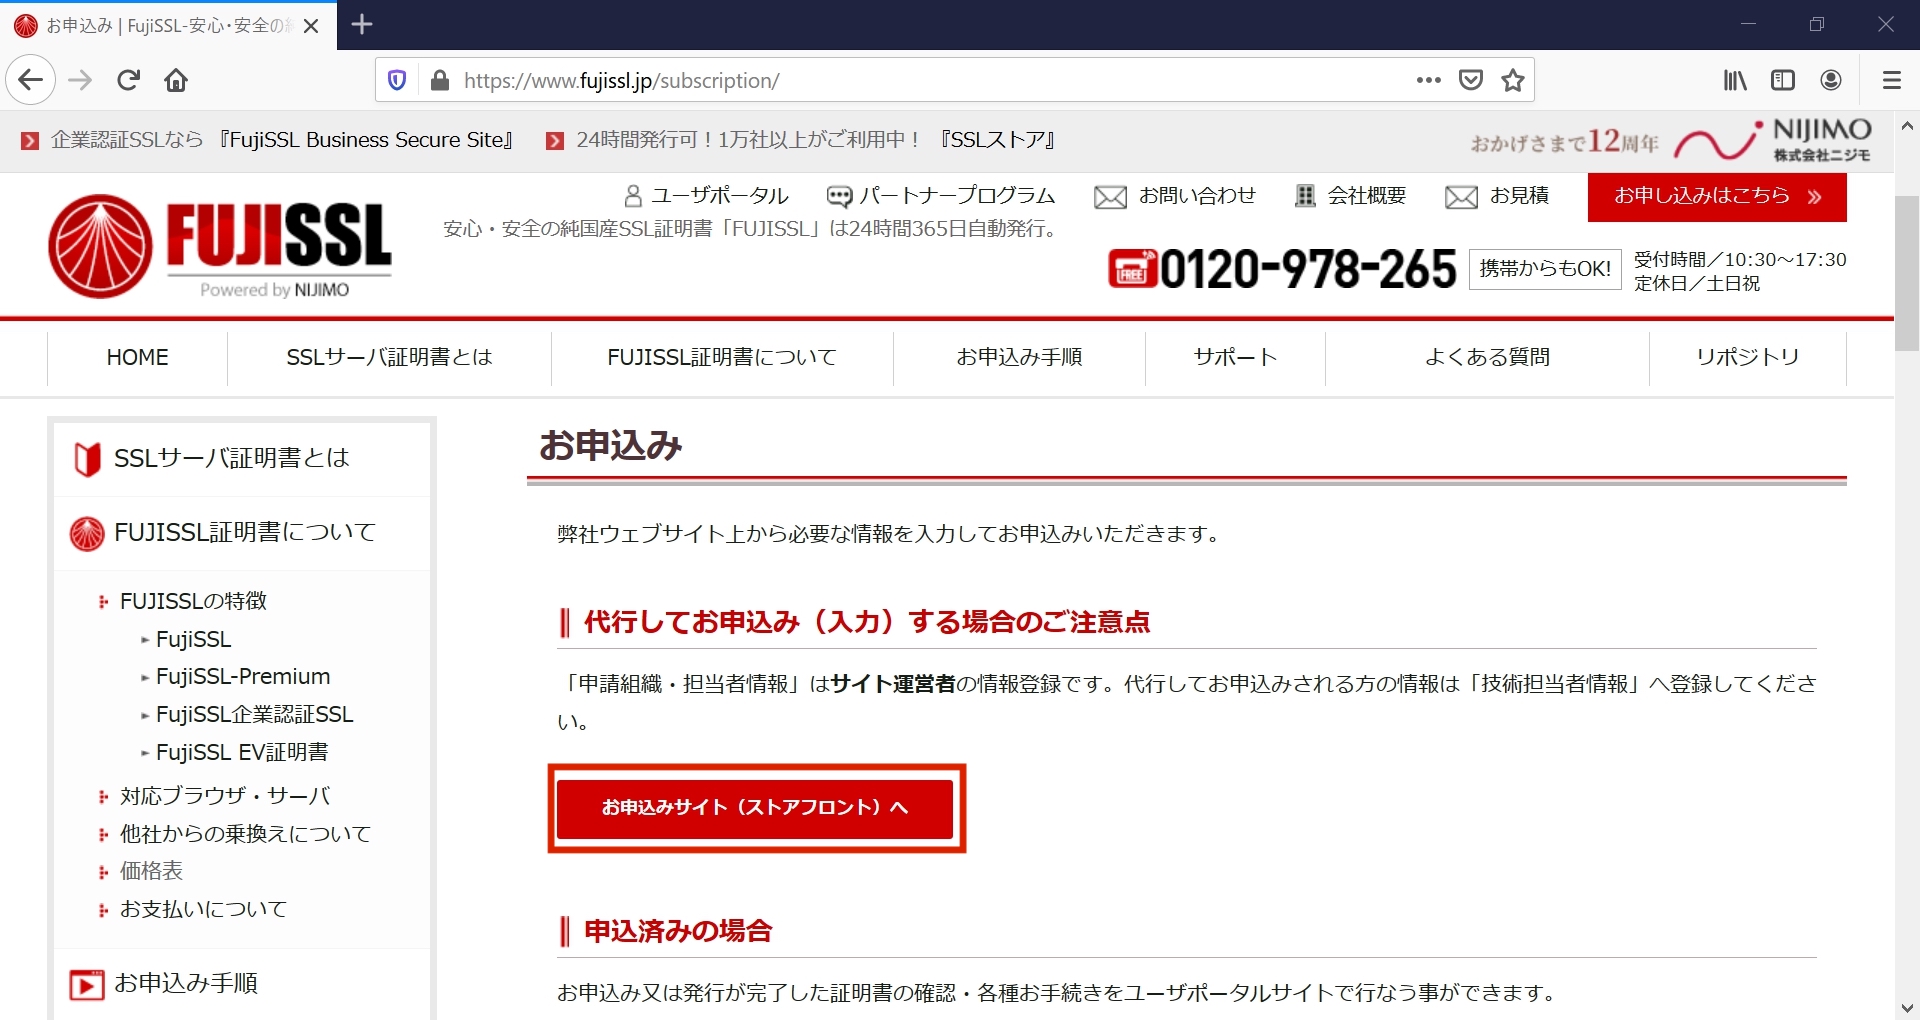 お申込み | FujiSSL-安心・安全の純
https://www.fujissl.jp/subscription/
企業認証SSLなら 『FujiSSL Business Secure Site』 24時間発行可！1万社以上がご利用中！ 『SSLストア』
おかげさまで12周年
NIJIMO
株式会社ニジモ
ユーザポータル パートナープログラム お問い合わせ 会社概要 お見積 お申し込みはこちら
FUJISSL
Powered by NIJIMO
安心・安全の純国産SSL証明書「FUJISSL」は24時間365日自動発行。
FREE
0120-978-265
携帯からもOK!
受付時間／10:30～17:30
定休日／土日祝
HOME SSLサーバ証明書とは FUJISSL証明書について お申込み手順 サポート よくある質問 リポジトリ
SSLサーバ証明書とは
FUJISSL証明書について
FUJISSLの特徴
FujiSSL
FujiSSL-Premium
FujiSSL企業認証SSL
FujiSSL EV証明書
対応ブラウザ・サーバ
他社からの乗換えについて
価格表
お支払いについて
お申込み手順
お申込み
弊社ウェブサイト上から必要な情報を入力してお申込みいただきます。
代行してお申込み（入力）する場合のご注意点
「申請組織・担当者情報」はサイト運営者の情報登録です。代行してお申込みされる方の情報は「技術担当者情報」へ登録してくださ
い。
お申込みサイト（ストアフロント）へ
申込済みの場合
お申込み又は発行が完了した証明書の確認・各種お手続きをユーザポータルサイトで行なう事ができます。